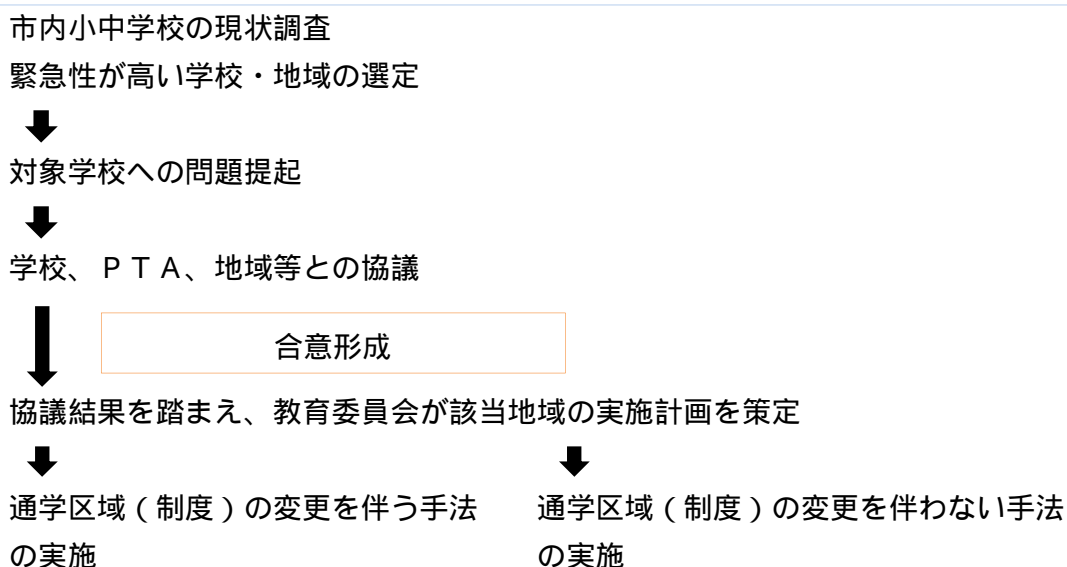 市内小中学校の現状調査
緊急性が高い学校・地域の選定
対象学校への問題提起
学校、ＰＴＡ、地域等との協議
合意形成
協議結果を踏まえ、教育委員会が該当地域の実施計画を策定
通学区域（制度）の変更を伴う手法
の実施
通学区域（制度）の変更を伴わない手法
の実施